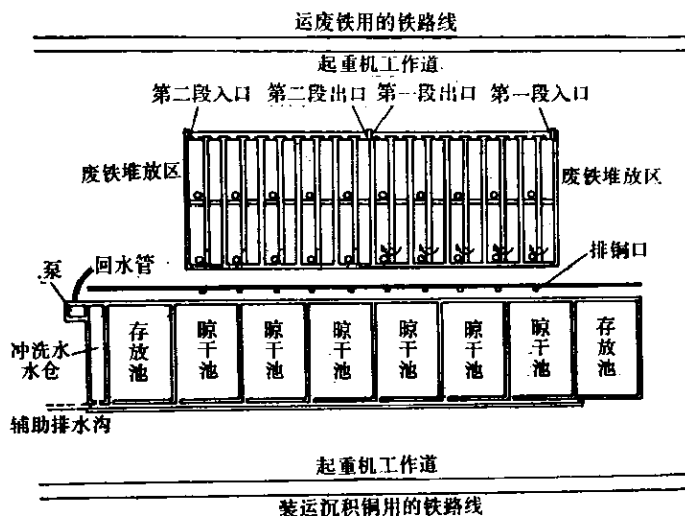 运废铁用的铁路线
起重机工作道
第二段入口 第二段出口 第一段出口 第一段入口
废铁堆放区
废铁堆放区
排铜口
回水管
泵
冲洗水
水仓
存放池
晾干池
晾干池
晾干池
晾干池
晾干池
晾干池
存放池
辅助排水沟
起重机工作道
装运沉积铜用的铁路线